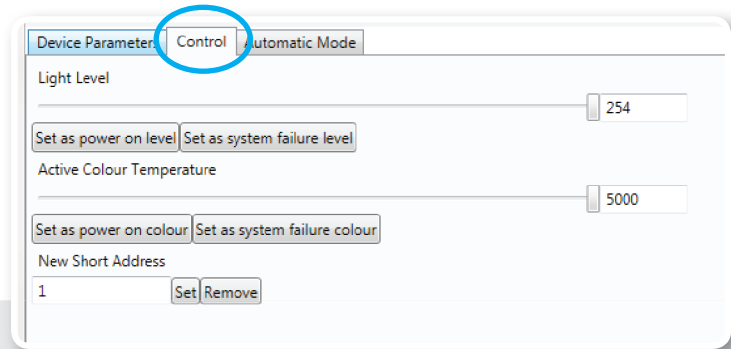 Device Parameters Control Automatic Mode
Light Level
254
Set as power on level Set as system failure level
Active Colour Temperature
5000
Set as power on colour Set as system failure colour
New Short Address
1 Set Remove